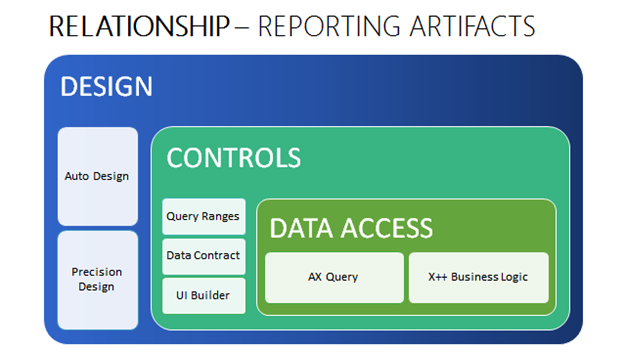 RELATIONSHIP – REPORTING ARTIFACTS
DESIGN
Auto Design
Precision
Design
CONTROLS
Query Ranges
Data Contract
UI Builder
DATA ACCESS
AX Query
X++ Business Logic